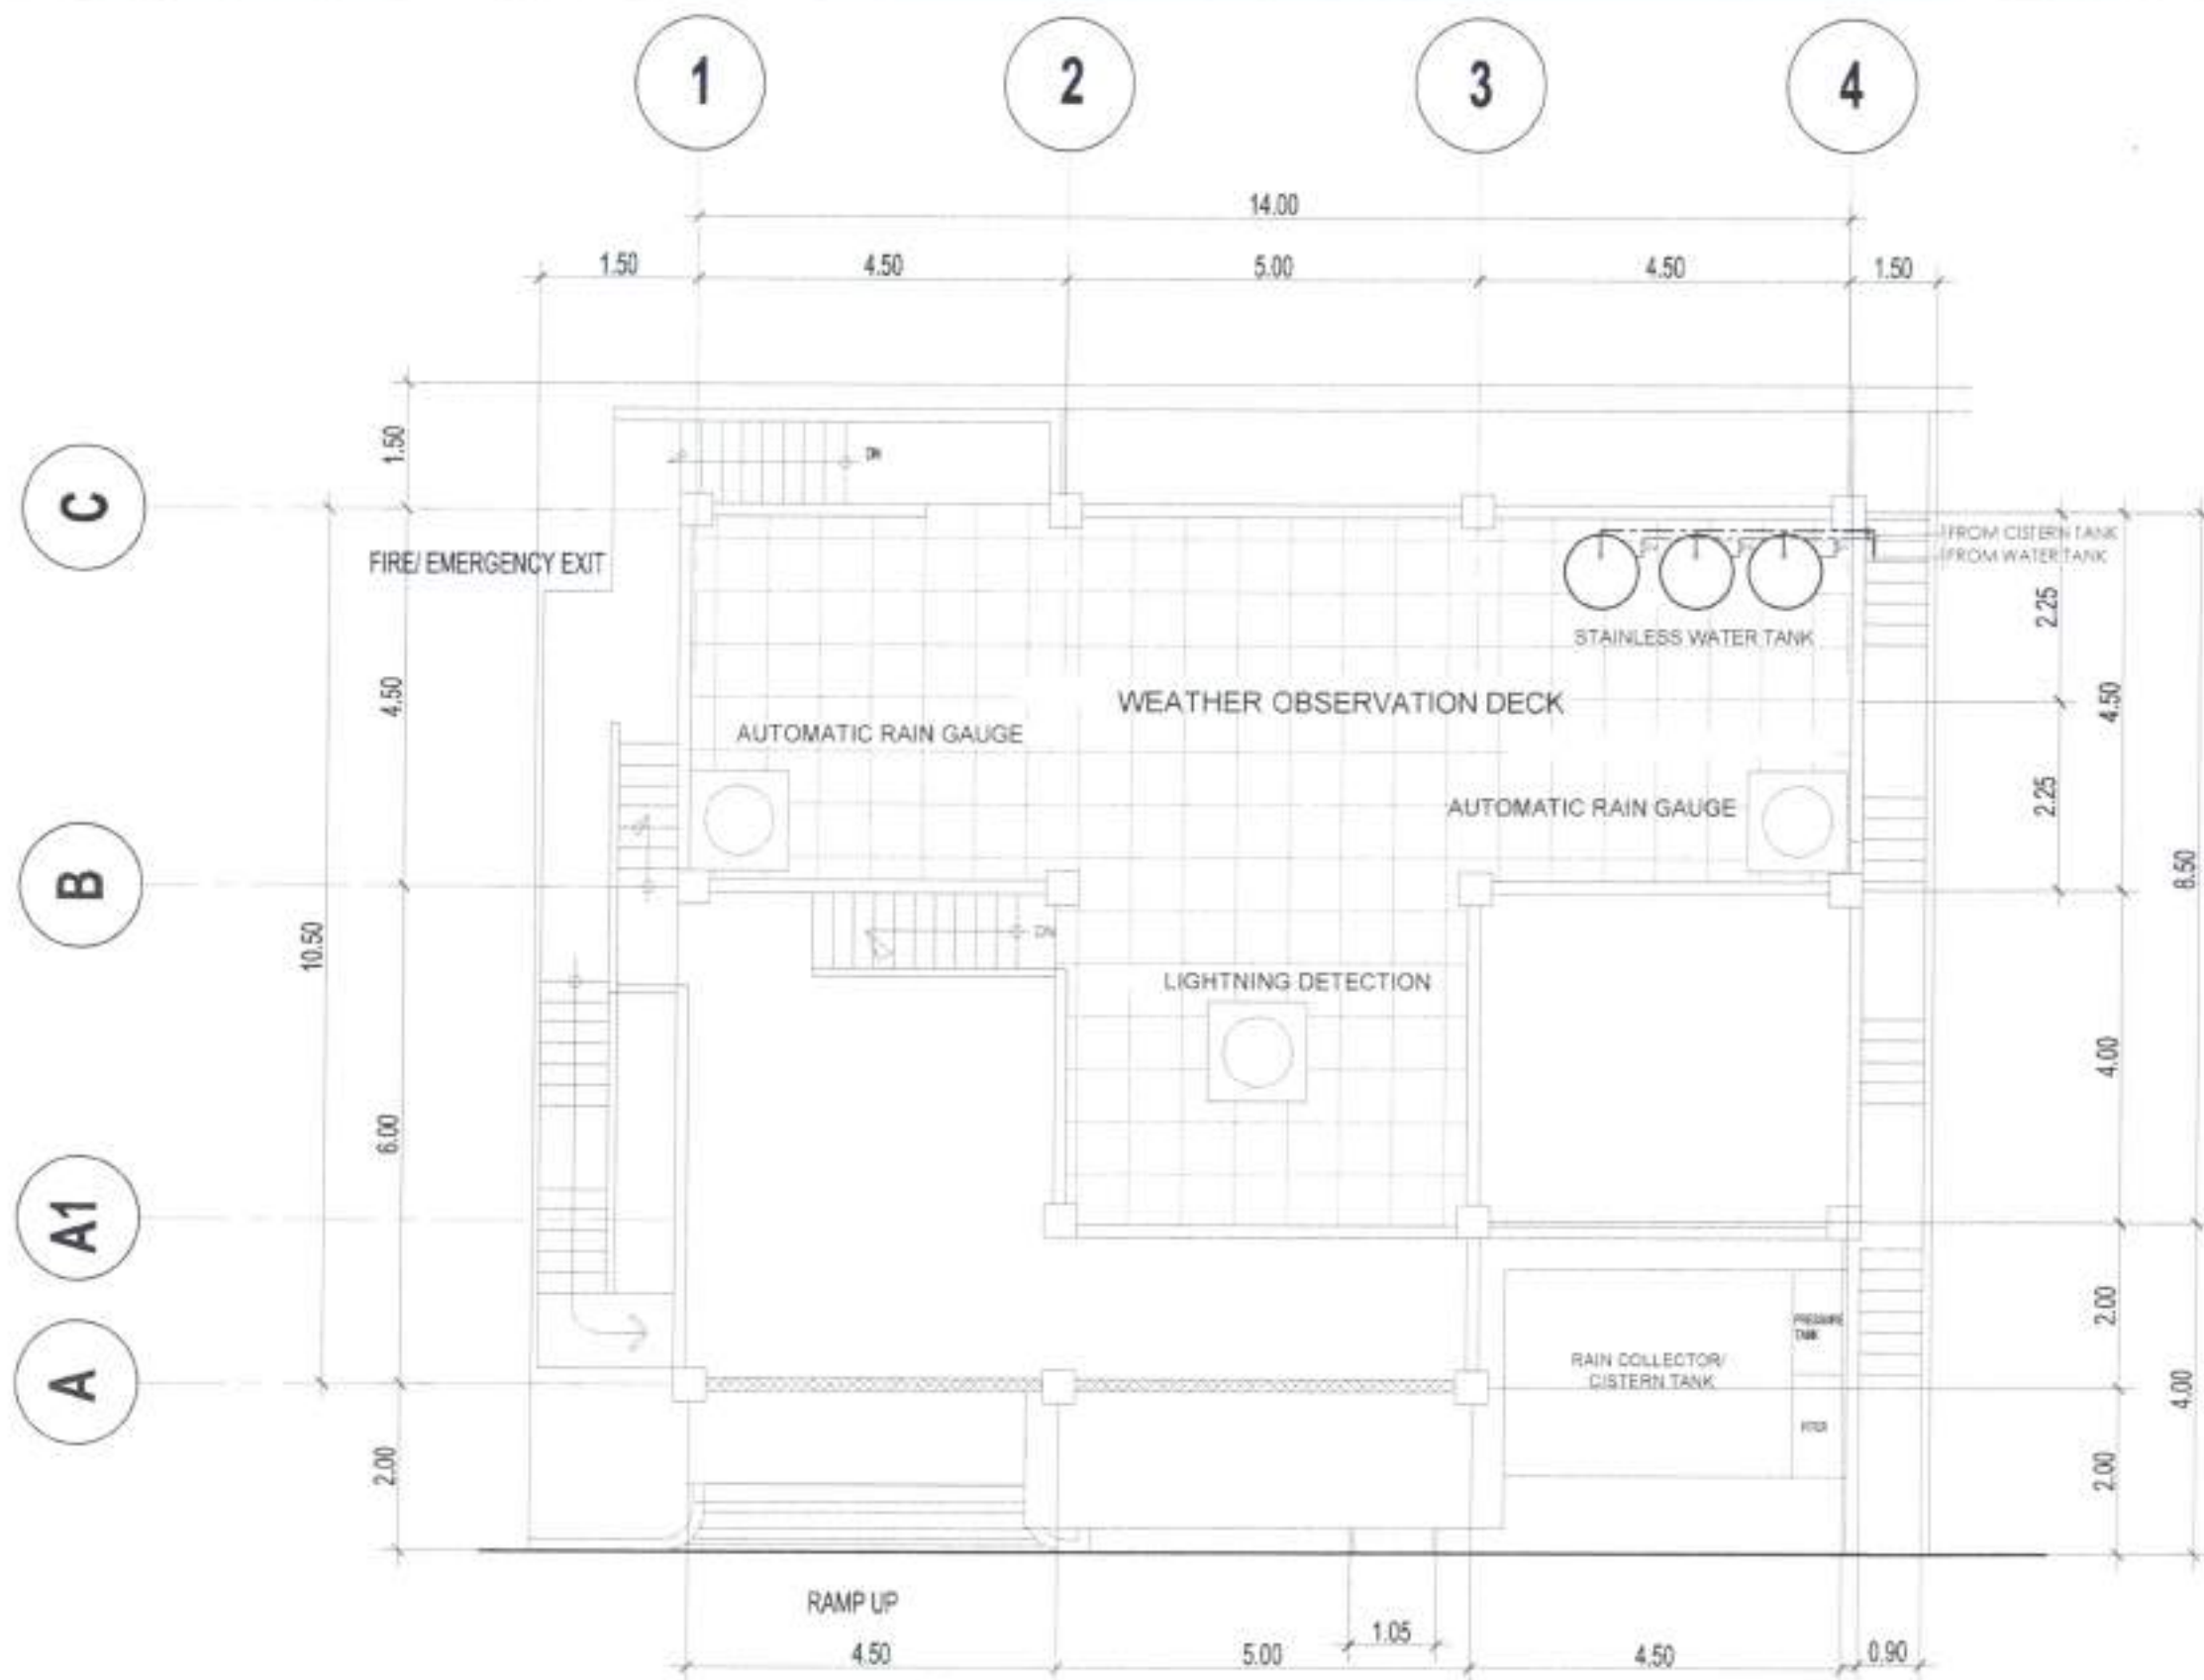 1 2 3 4
14.00
1.50 4.50 5.00 4.50 1.50
1.50
C
DN
FROM CISTERN TANK
FIRE/ EMERGENCY EXIT
FROM WATER TANK
2.25
STAINLESS WATER TANK
4.50
WEATHER OBSERVATION DECK
4.50
AUTOMATIC RAIN GAUGE
2.25
AUTOMATIC RAIN GAUGE
8.50
B
10.50
DN
LIGHTNING DETECTION
4.00
6.00
A1
2.00
PRESSURE
TANK
RAIN COLLECTOR/
CISTERN TANK
A
4.00
2.00
2.00
RAMP UP
1.05
4.50 5.00 4.50 0.90